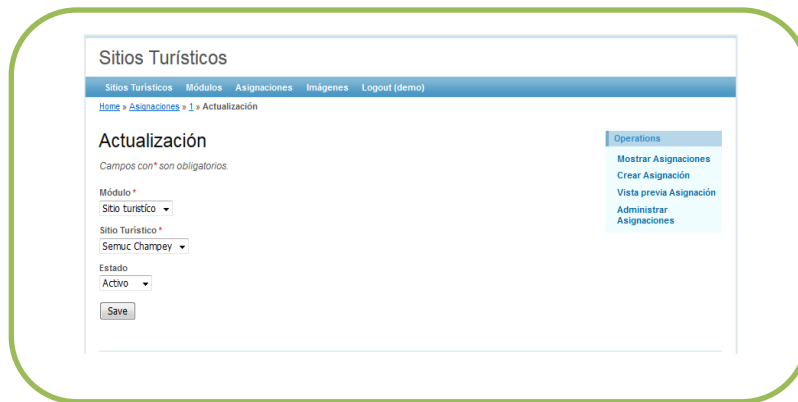 Sitios Turísticos
Sitios Turísticos Módulos Asignaciones Imágenes Logout (demo)
Home » Asignaciones » 1 » Actualización
Actualización
Campos con* son obligatorios.
Módulo *
Sitio turistíco
Sitio Turístico *
Semuc Champey
Estado
Activo
Save
Operations
Mostrar Asignaciones
Crear Asignación
Vista previa Asignación
Administrar
Asignaciones